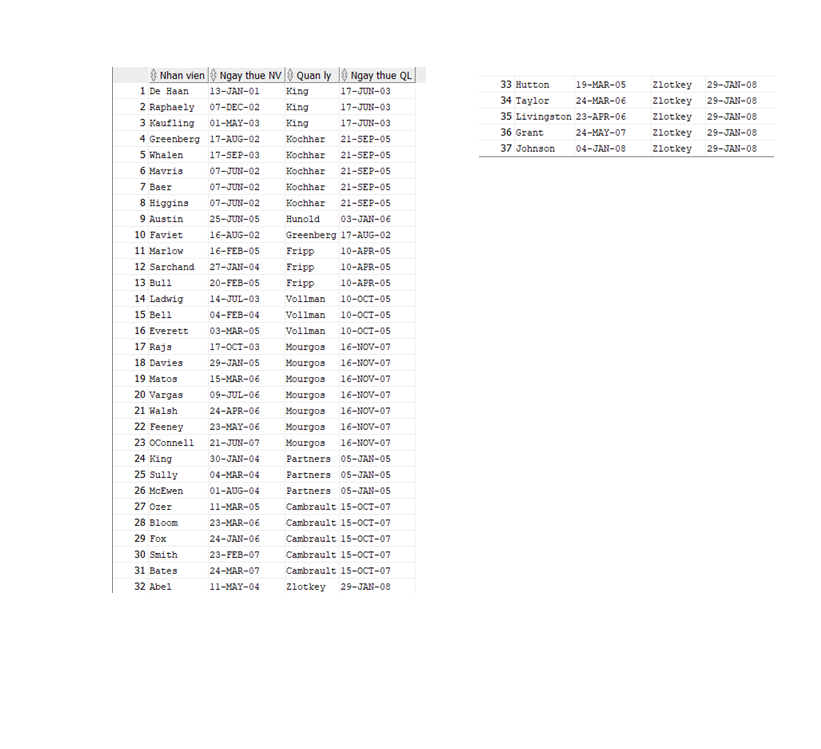 Nhan vien Ngay thue NV Quan ly Ngay thue QL
1 De Haan 13-JAN-01 King 17-JUN-03
2 Raphaely 07-DEC-02 King 17-JUN-03
3 Kaufling 01-MAY-03 King 17-JUN-03
4 Greenberg 17-AUG-02 Kochhar 21-SEP-05
5 Whalen 17-SEP-03 Kochhar 21-SEP-05
6 Mavris 07-JUN-02 Kochhar 21-SEP-05
7 Baer 07-JUN-02 Kochhar 21-SEP-05
8 Higgins 07-JUN-02 Kochhar 21-SEP-05
9 Austin 25-JUN-05 Hunold 03-JAN-06
10 Faviet 16-AUG-02 Greenberg 17-AUG-02
11 Marlow 16-FEB-05 Fripp 10-APR-05
12 Sarchand 27-JAN-04 Fripp 10-APR-05
13 Bull 20-FEB-05 Fripp 10-APR-05
14 Ladwig 14-JUL-03 Vollman 10-OCT-05
15 Bell 04-FEB-04 Vollman 10-OCT-05
16 Everett 03-MAR-05 Vollman 10-OCT-05
17 Rajs 17-OCT-03 Mourgos 16-NOV-07
18 Davies 29-JAN-05 Mourgos 16-NOV-07
19 Matos 15-MAR-06 Mourgos 16-NOV-07
20 Vargas 09-JUL-06 Mourgos 16-NOV-07
21 Walsh 24-APR-06 Mourgos 16-NOV-07
22 Feeney 23-MAY-06 Mourgos 16-NOV-07
23 OConnell 21-JUN-07 Mourgos 16-NOV-07
24 King 30-JAN-04 Partners 05-JAN-05
25 Sully 04-MAR-04 Partners 05-JAN-05
26 McEwen 01-AUG-04 Partners 05-JAN-05
27 Ozer 11-MAR-05 Cambrault 15-OCT-07
28 Bloom 23-MAR-06 Cambrault 15-OCT-07
29 Fox 24-JAN-06 Cambrault 15-OCT-07
30 Smith 23-FEB-07 Cambrault 15-OCT-07
31 Bates 24-MAR-07 Cambrault 15-OCT-07
32 Abel 11-MAY-04 Zlotkey 29-JAN-08
33 Hutton 19-MAR-05 Zlotkey 29-JAN-08
34 Taylor 24-MAR-06 Zlotkey 29-JAN-08
35 Livingston 23-APR-06 Zlotkey 29-JAN-08
36 Grant 24-MAY-07 Zlotkey 29-JAN-08
37 Johnson 04-JAN-08 Zlotkey 29-JAN-08